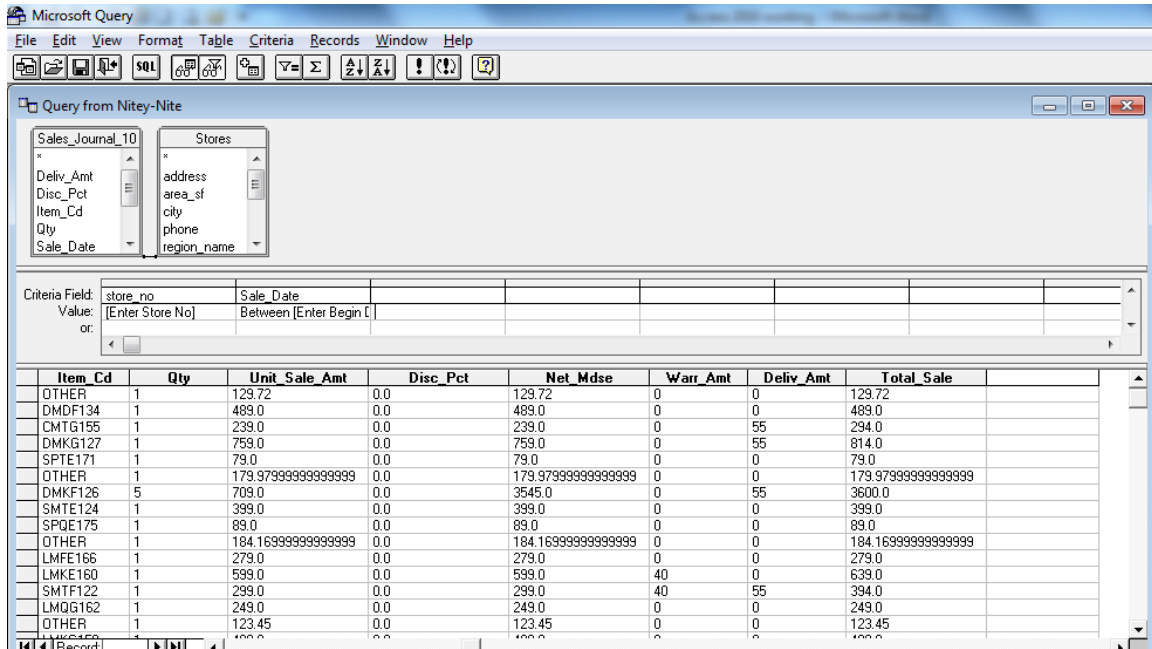 Microsoft Query
File Edit View Format Table Criteria Records Window Help
SQL
Query from Nitey-Nite
Sales_Journal_10 Stores
* *
Deliv_Amt address
Disc_Pct area_sf
Item_Cd city
Qty phone
Sale_Date region_name
Criteria Field: store_no Sale_Date
Value: [Enter Store No] Between [Enter Begin D
or:
Item_Cd Qty Unit_Sale_Amt Disc_Pct Net_Mdse Warr_Amt Deliv_Amt Total_Sale
OTHER 1 129.72 0.0 129.72 0 0 129.72
DMDF134 1 489.0 0.0 489.0 0 0 489.0
CMTG155 1 239.0 0.0 239.0 0 55 294.0
DMKG127 1 759.0 0.0 759.0 0 55 814.0
SPTE171 1 79.0 0.0 79.0 0 0 79.0
OTHER 1 179.97999999999999 0.0 179.97999999999999 0 0 179.97999999999999
DMKF126 5 709.0 0.0 3545.0 0 55 3600.0
SMTE124 1 399.0 0.0 399.0 0 0 399.0
SPQE175 1 89.0 0.0 89.0 0 0 89.0
OTHER 1 184.16999999999999 0.0 184.16999999999999 0 0 184.16999999999999
LMFE166 1 279.0 0.0 279.0 0 0 279.0
LMKE160 1 599.0 0.0 599.0 40 0 639.0
SMTF122 1 299.0 0.0 299.0 40 55 394.0
LMQG162 1 249.0 0.0 249.0 0 0 249.0
OTHER 1 123.45 0.0 123.45 0 0 123.45
Record: